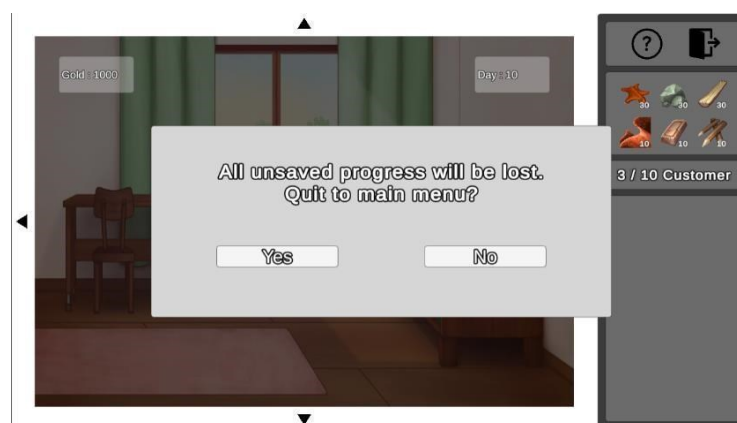 Gold : 1000
Day : 10
?
30 30 30
10 10 10
3 / 10 Customer
All unsaved progress will be lost.
Quit to main menu?
Yes
No